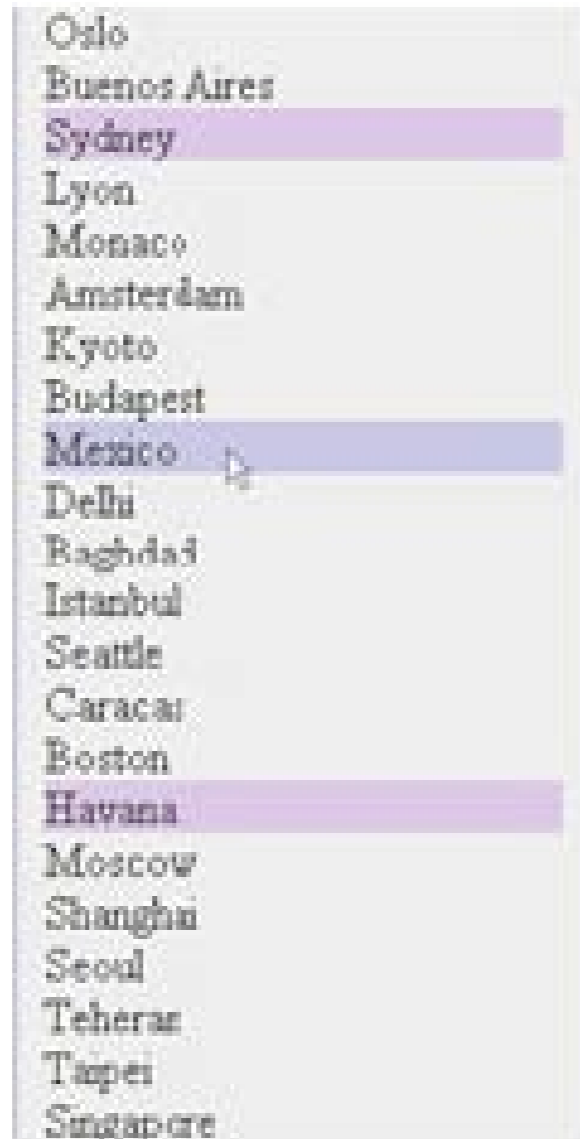 Oslo
Buenos Aires
Sydney
Lyon
Monaco
Amsterdam
Kyoto
Budapest
Mexico
Delhi
Baghdad
Istanbul
Seattle
Caracas
Boston
Havana
Moscow
Shanghai
Seoul
Teheran
Taipei
Singapore